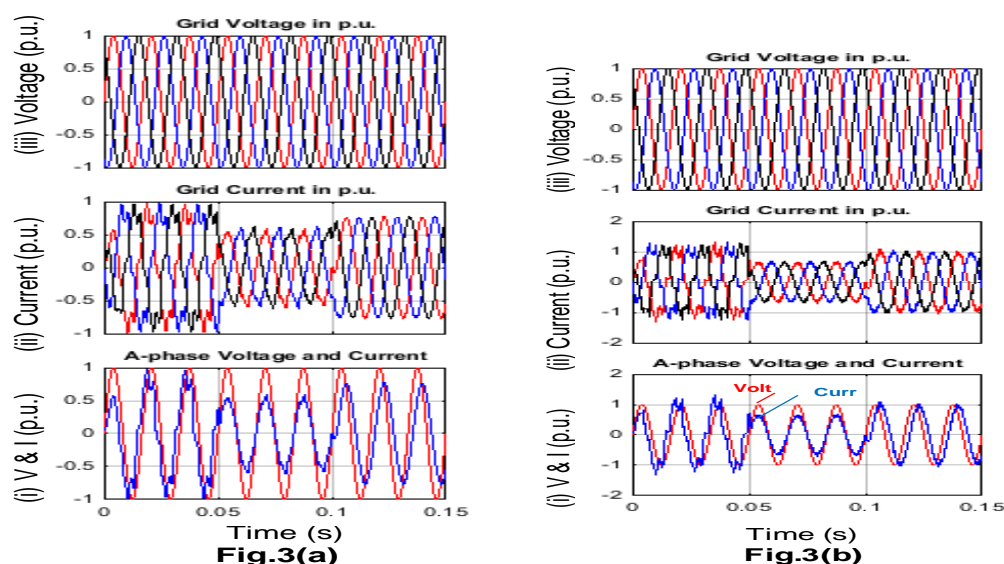 Grid Voltage in p.u.
(iii) Voltage (p.u.)
1
0.5
0
-0.5
-1
Grid Current in p.u.
(ii) Current (p.u.)
1
0.5
0
-0.5
-1
A-phase Voltage and Current
(i) V & I (p.u.)
1
0.5
0
-0.5
-1
0 0.05 0.1 0.15
Time (s)
Fig.3(a)
Grid Voltage in p.u.
(iii) Voltage (p.u.)
1
0.5
0
-0.5
-1
Grid Current in p.u.
(ii) Current (p.u)
2
1
0
-1
-2
A-phase Voltage and Current
(i) V & I (p.u.)
Volt
Curr
2
1
0
-1
-2
0 0.05 0.1 0.15
Time (s)
Fig.3(b)